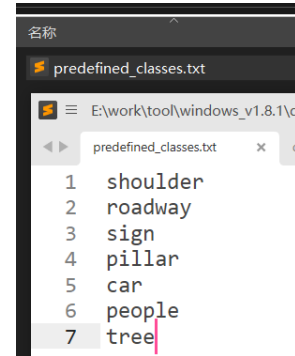 名称
predefined_classes.txt
E:\work\tool\windows_v1.8.1\
predefined_classes.txt ×
1 shoulder
2 roadway
3 sign
4 pillar
5 car
6 people
7 tree